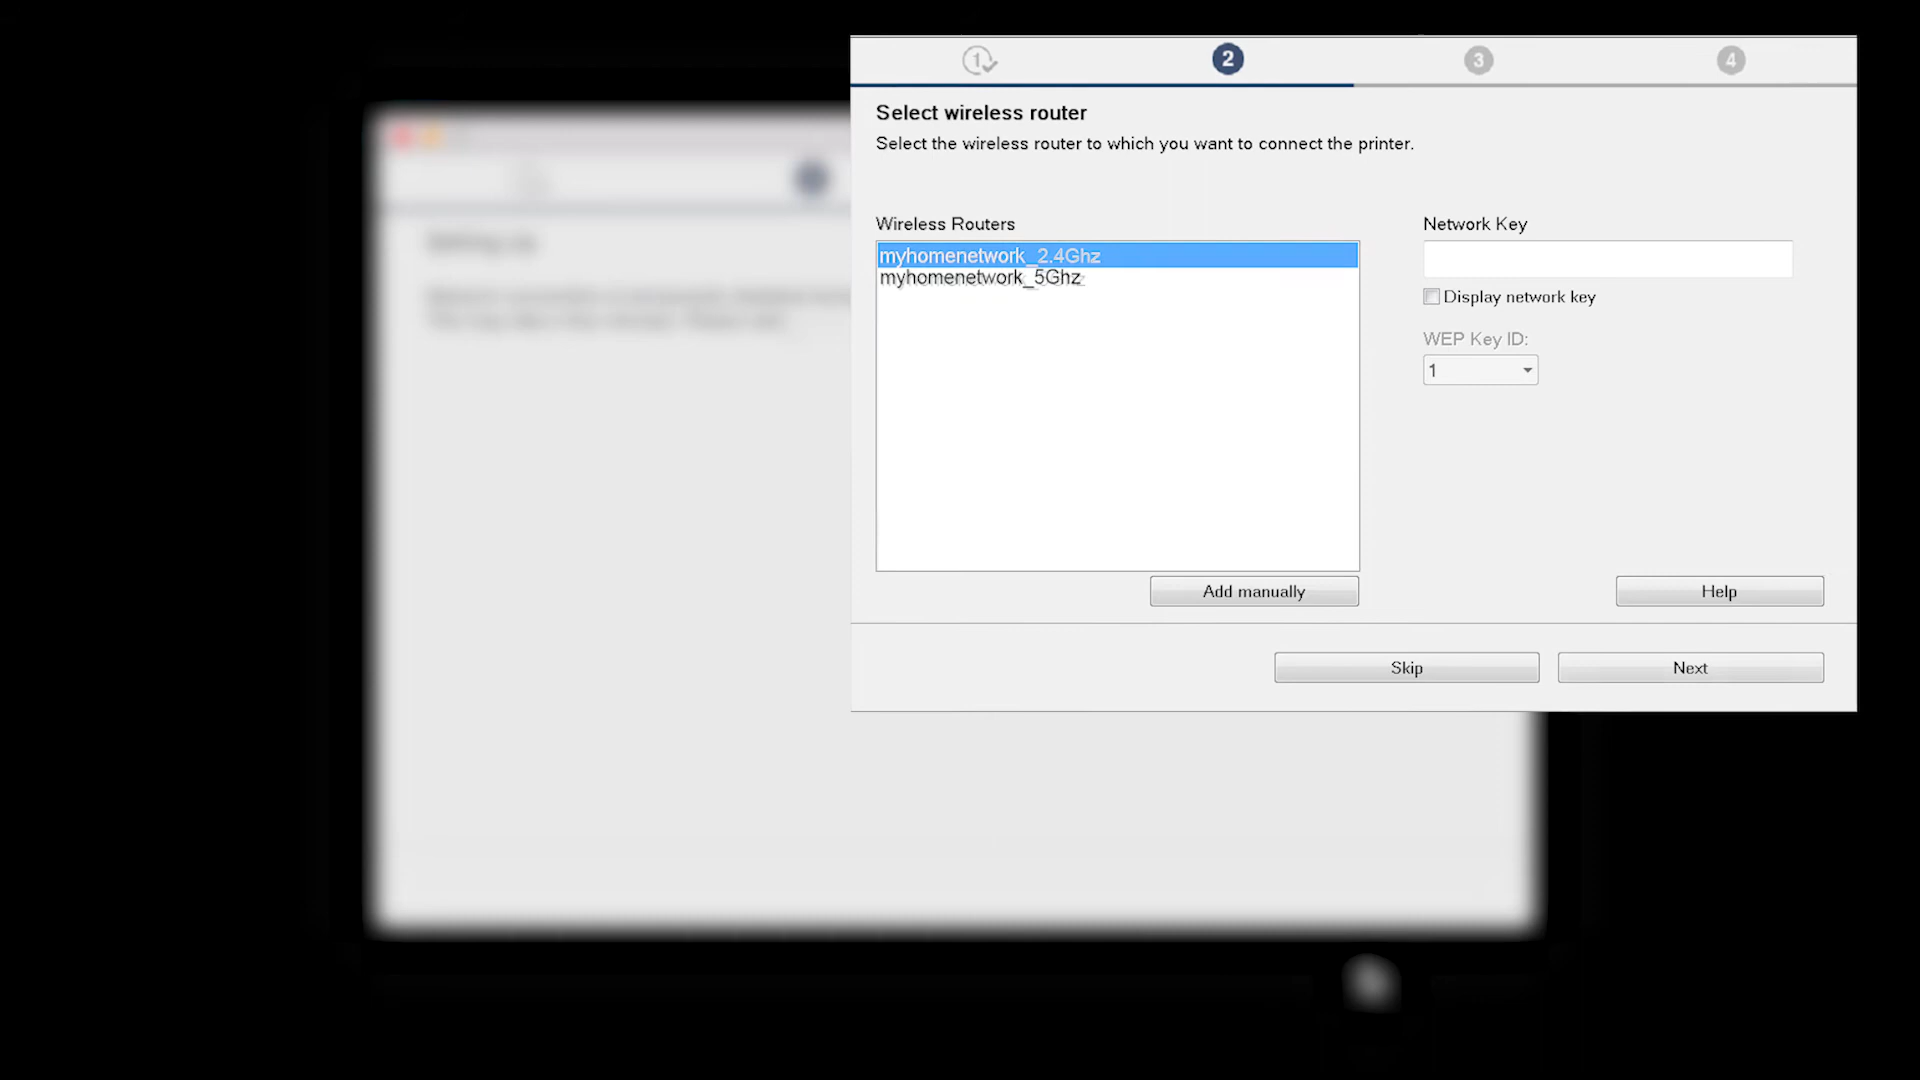 1
2
3
4
Select wireless router
Select the wireless router to which you want to connect the printer.
Wireless Routers
myhomenetwork_2.4Ghz
myhomenetwork_5Ghz
Network Key
Display network key
WEP Key ID:
1
Add manually
Help
Skip
Next